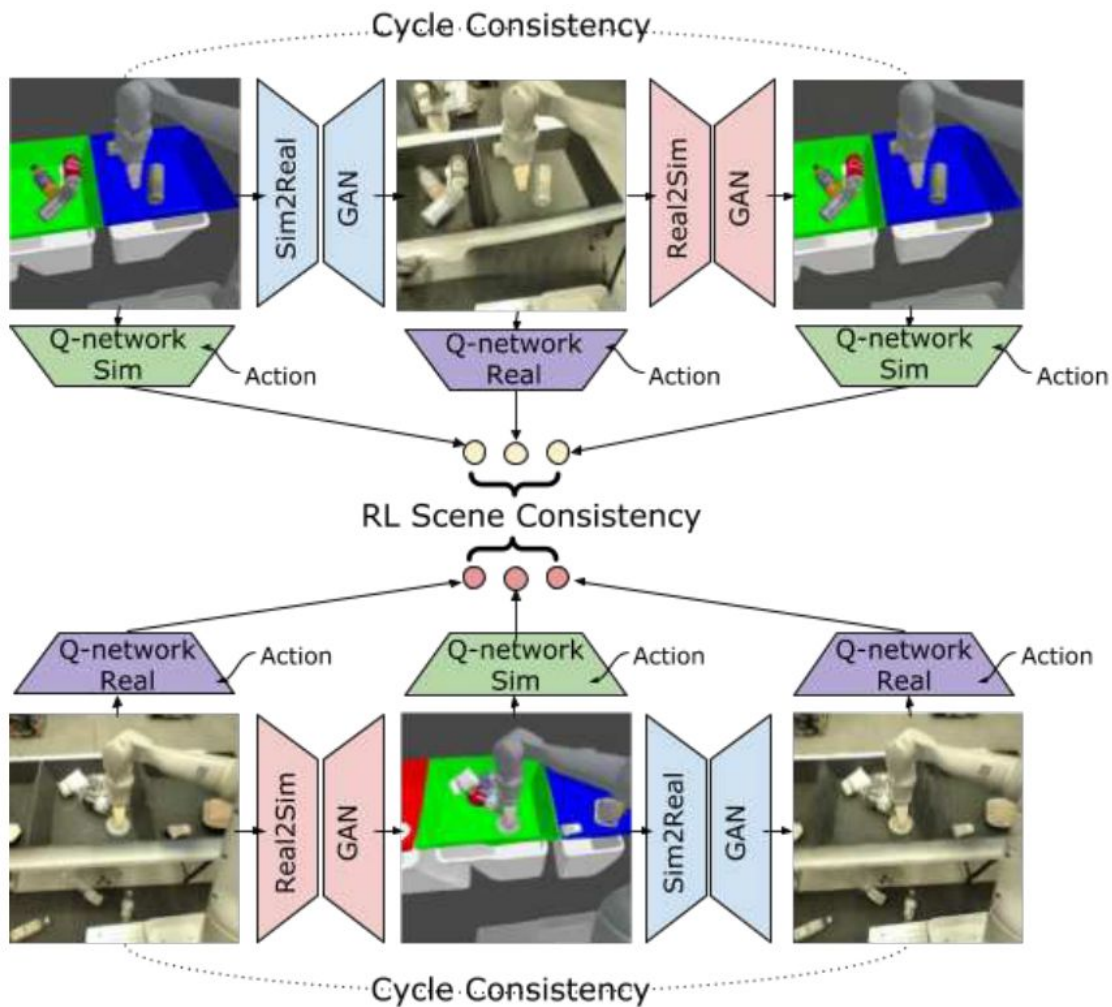 Cycle Consistency
Sim2Real
GAN
Real2Sim
GAN
Q-network
Sim
Action
Q-network
Real
Action
Q-network
Sim
Action
RL Scene Consistency
Q-network
Real
Action
Q-network
Sim
Action
Q-network
Real
Action
Real2Sim
GAN
Sim2Real
GAN
Cycle Consistency